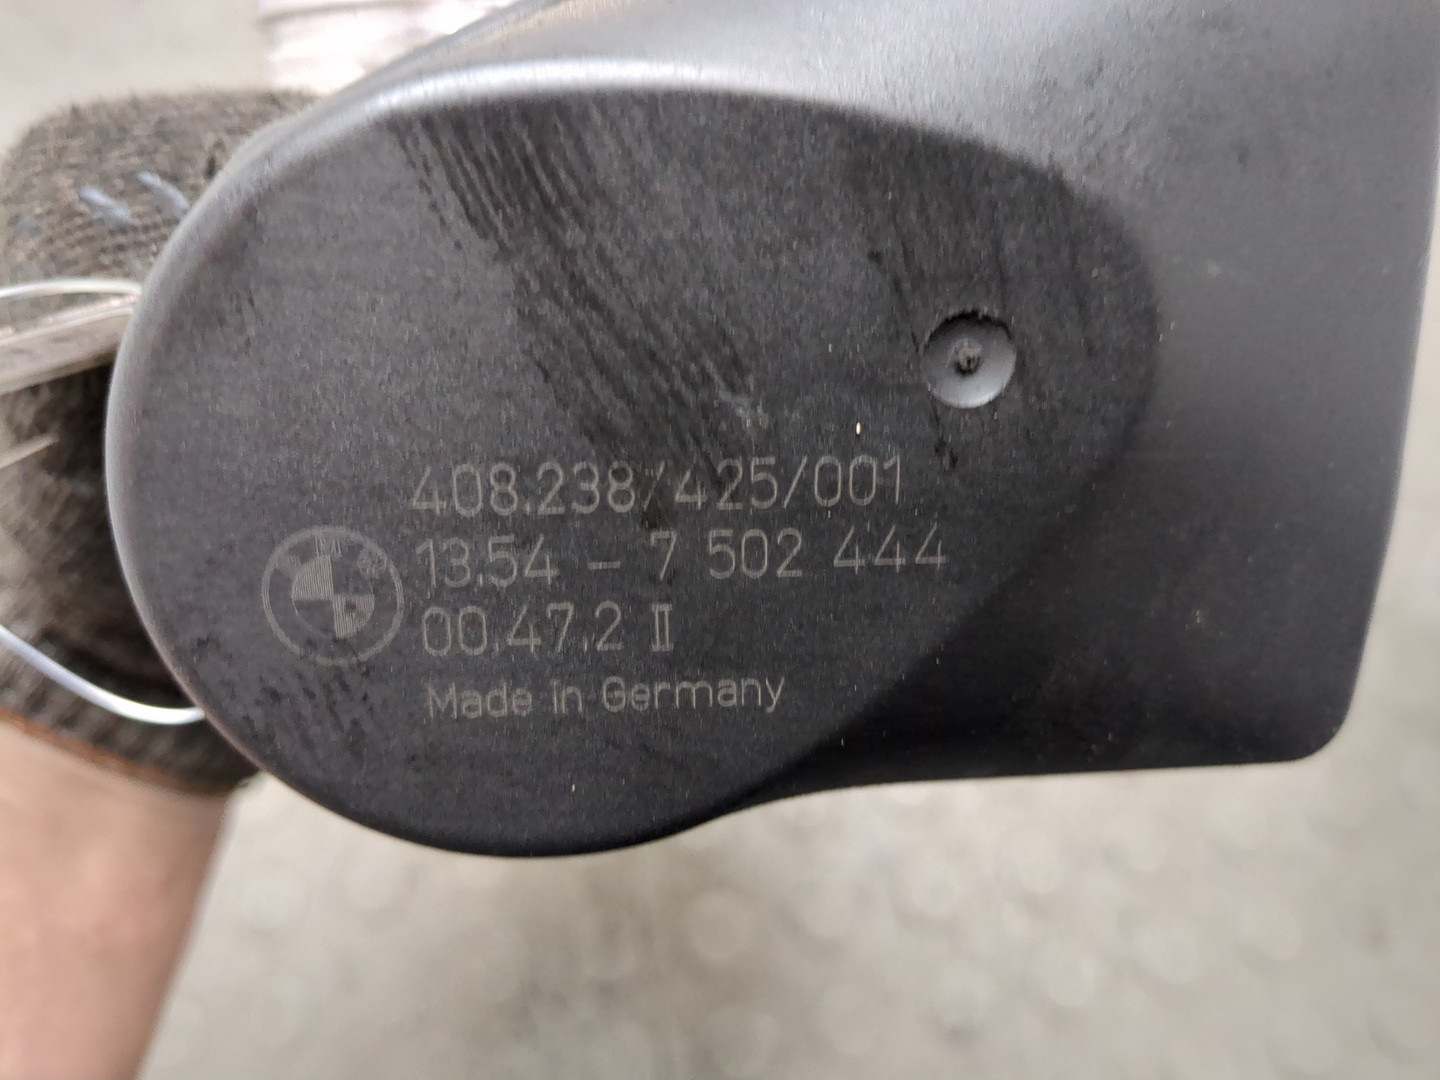 408.238/425/001
13.54 - 7 502 444
00.47.2 II
Made in Germany